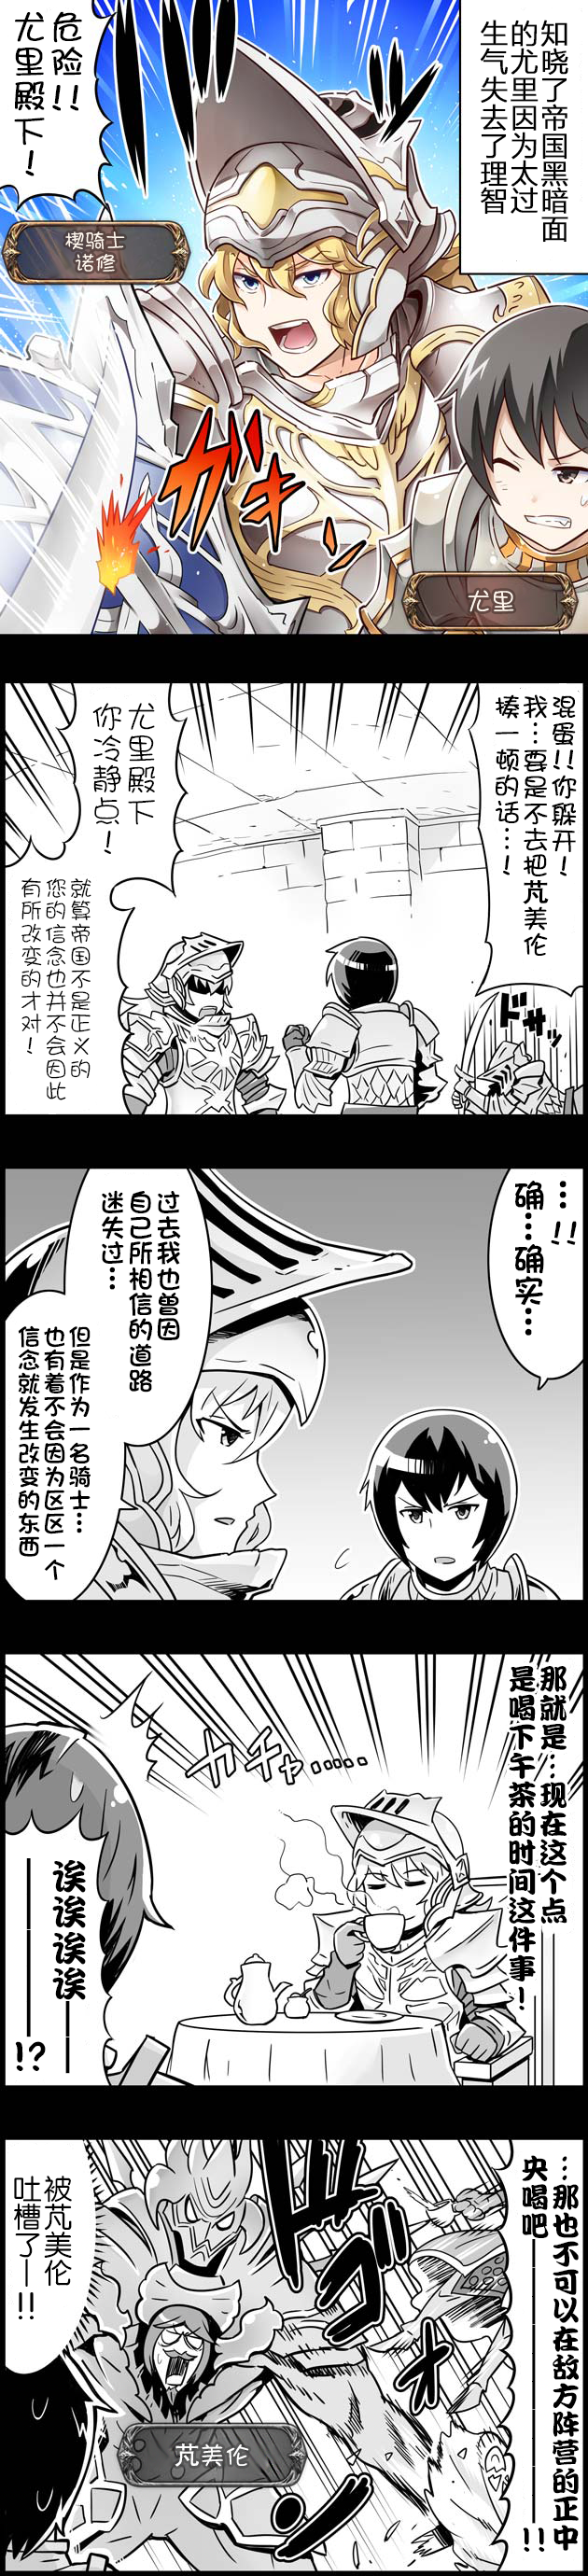 知晓了帝国黑暗面
的尤里因为太过
生气失去了理智
危险!!
尤里殿下!
楔骑士
诺修
ガキン
尤里
混蛋!!你躲开!
我…要是不去把芃美伦
揍一顿的话…!
ドサッ
尤里殿下
你冷静点!
就算帝国不是正义的
您的信念也并不会因此
有所改变的才对!
…!!
确…确实…
过去我也曾因
自己所相信的道路
迷失过…
但是作为一名骑士…
也有着不会因为区区一个
信念就发生改变的东西
那就是…现在这个点
是喝下午茶的时间这件事!
カチャ……
诶诶诶诶——
————!?
…那也不可以在敌方阵营的正中
央喝吧————————!!
ドゴォ
被芃美伦
吐槽了—!!
芃美伦